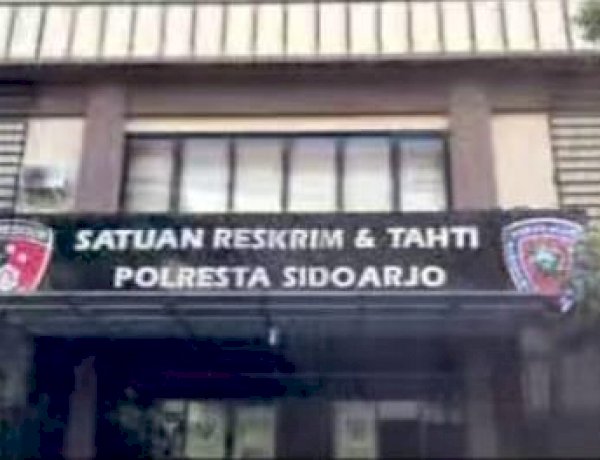 SATUAN RESKRIM & TAHTI
POLRESTA SIDOARJO